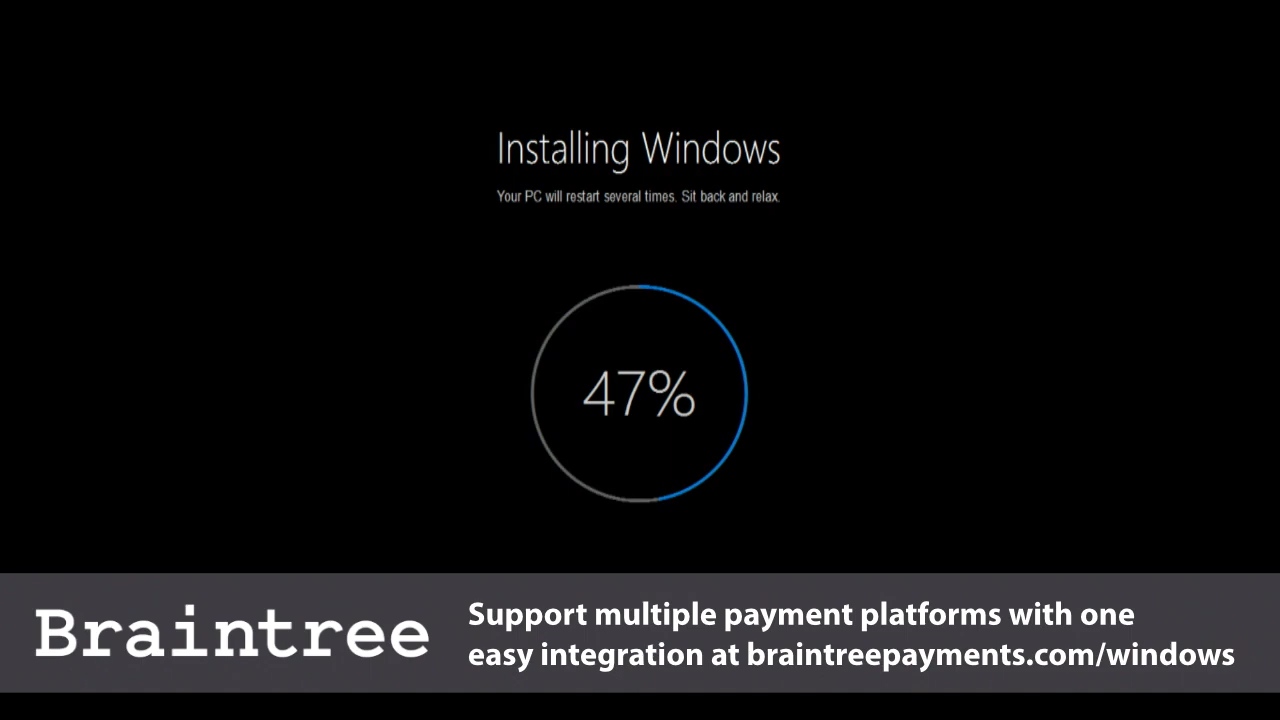 Installing Windows
Your PC will restart several times. Sit back and relax.
47%
Braintree
Support multiple payment platforms with one
easy integration at braintreepayments.com/windows